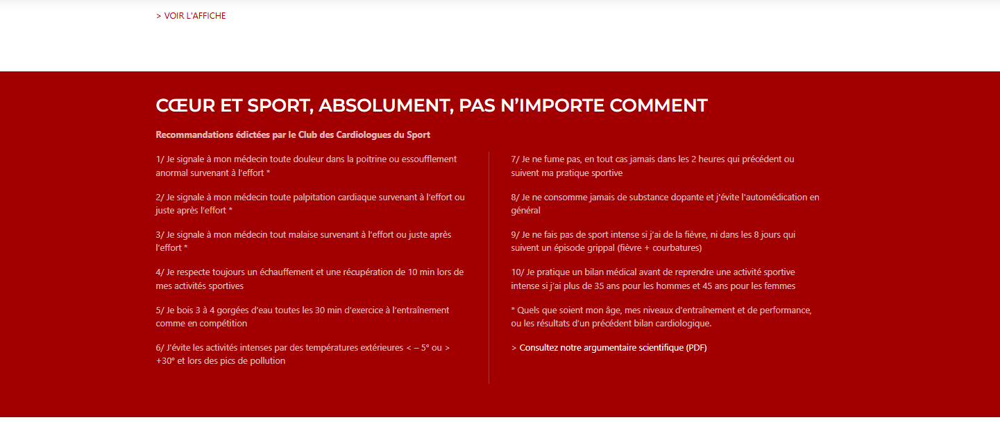 > VOIR L'AFFICHE
CŒUR ET SPORT, ABSOLUMENT, PAS N’IMPORTE COMMENT
Recommandations édictées par le Club des Cardiologues du Sport
1/ Je signale à mon médecin toute douleur dans la poitrine ou essoufflement
anormal survenant à l’effort *
2/ Je signale à mon médecin toute palpitation cardiaque survenant à l’effort ou
juste après l’effort *
3/ Je signale à mon médecin tout malaise survenant à l’effort ou juste après
l’effort *
4/ Je respecte toujours un échauffement et une récupération de 10 min lors de
mes activités sportives
5/ Je bois 3 à 4 gorgées d’eau toutes les 30 min d’exercice à l’entraînement
comme en compétition
6/ J’évite les activités intenses par des températures extérieures < – 5° ou >
+30° et lors des pics de pollution
7/ Je ne fume pas, en tout cas jamais dans les 2 heures qui précédent ou
suivent ma pratique sportive
8/ Je ne consomme jamais de substance dopante et j'évite l'automédication en
général
9/ Je ne fais pas de sport intense si j’ai de la fièvre, ni dans les 8 jours qui
suivent un épisode grippal (fièvre + courbatures)
10/ Je pratique un bilan médical avant de reprendre une activité sportive
intense si j’ai plus de 35 ans pour les hommes et 45 ans pour les femmes
* Quels que soient mon âge, mes niveaux d’entraînement et de performance,
ou les résultats d’un précédent bilan cardiologique.
> Consultez notre argumentaire scientifique (PDF)